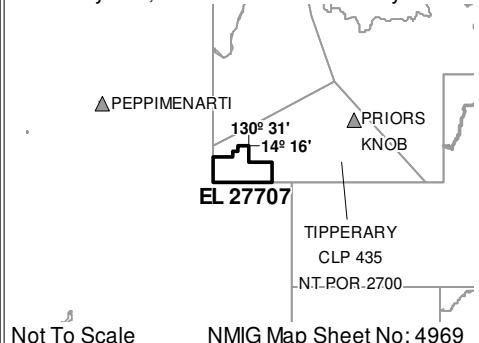 PEPPIMENARTI
PRIORS
KNOB
130º 31'
14º 16'
EL 27707
TIPPERARY
CLP 435
NT POR 2700
Not To Scale
NMIG Map Sheet No: 4969